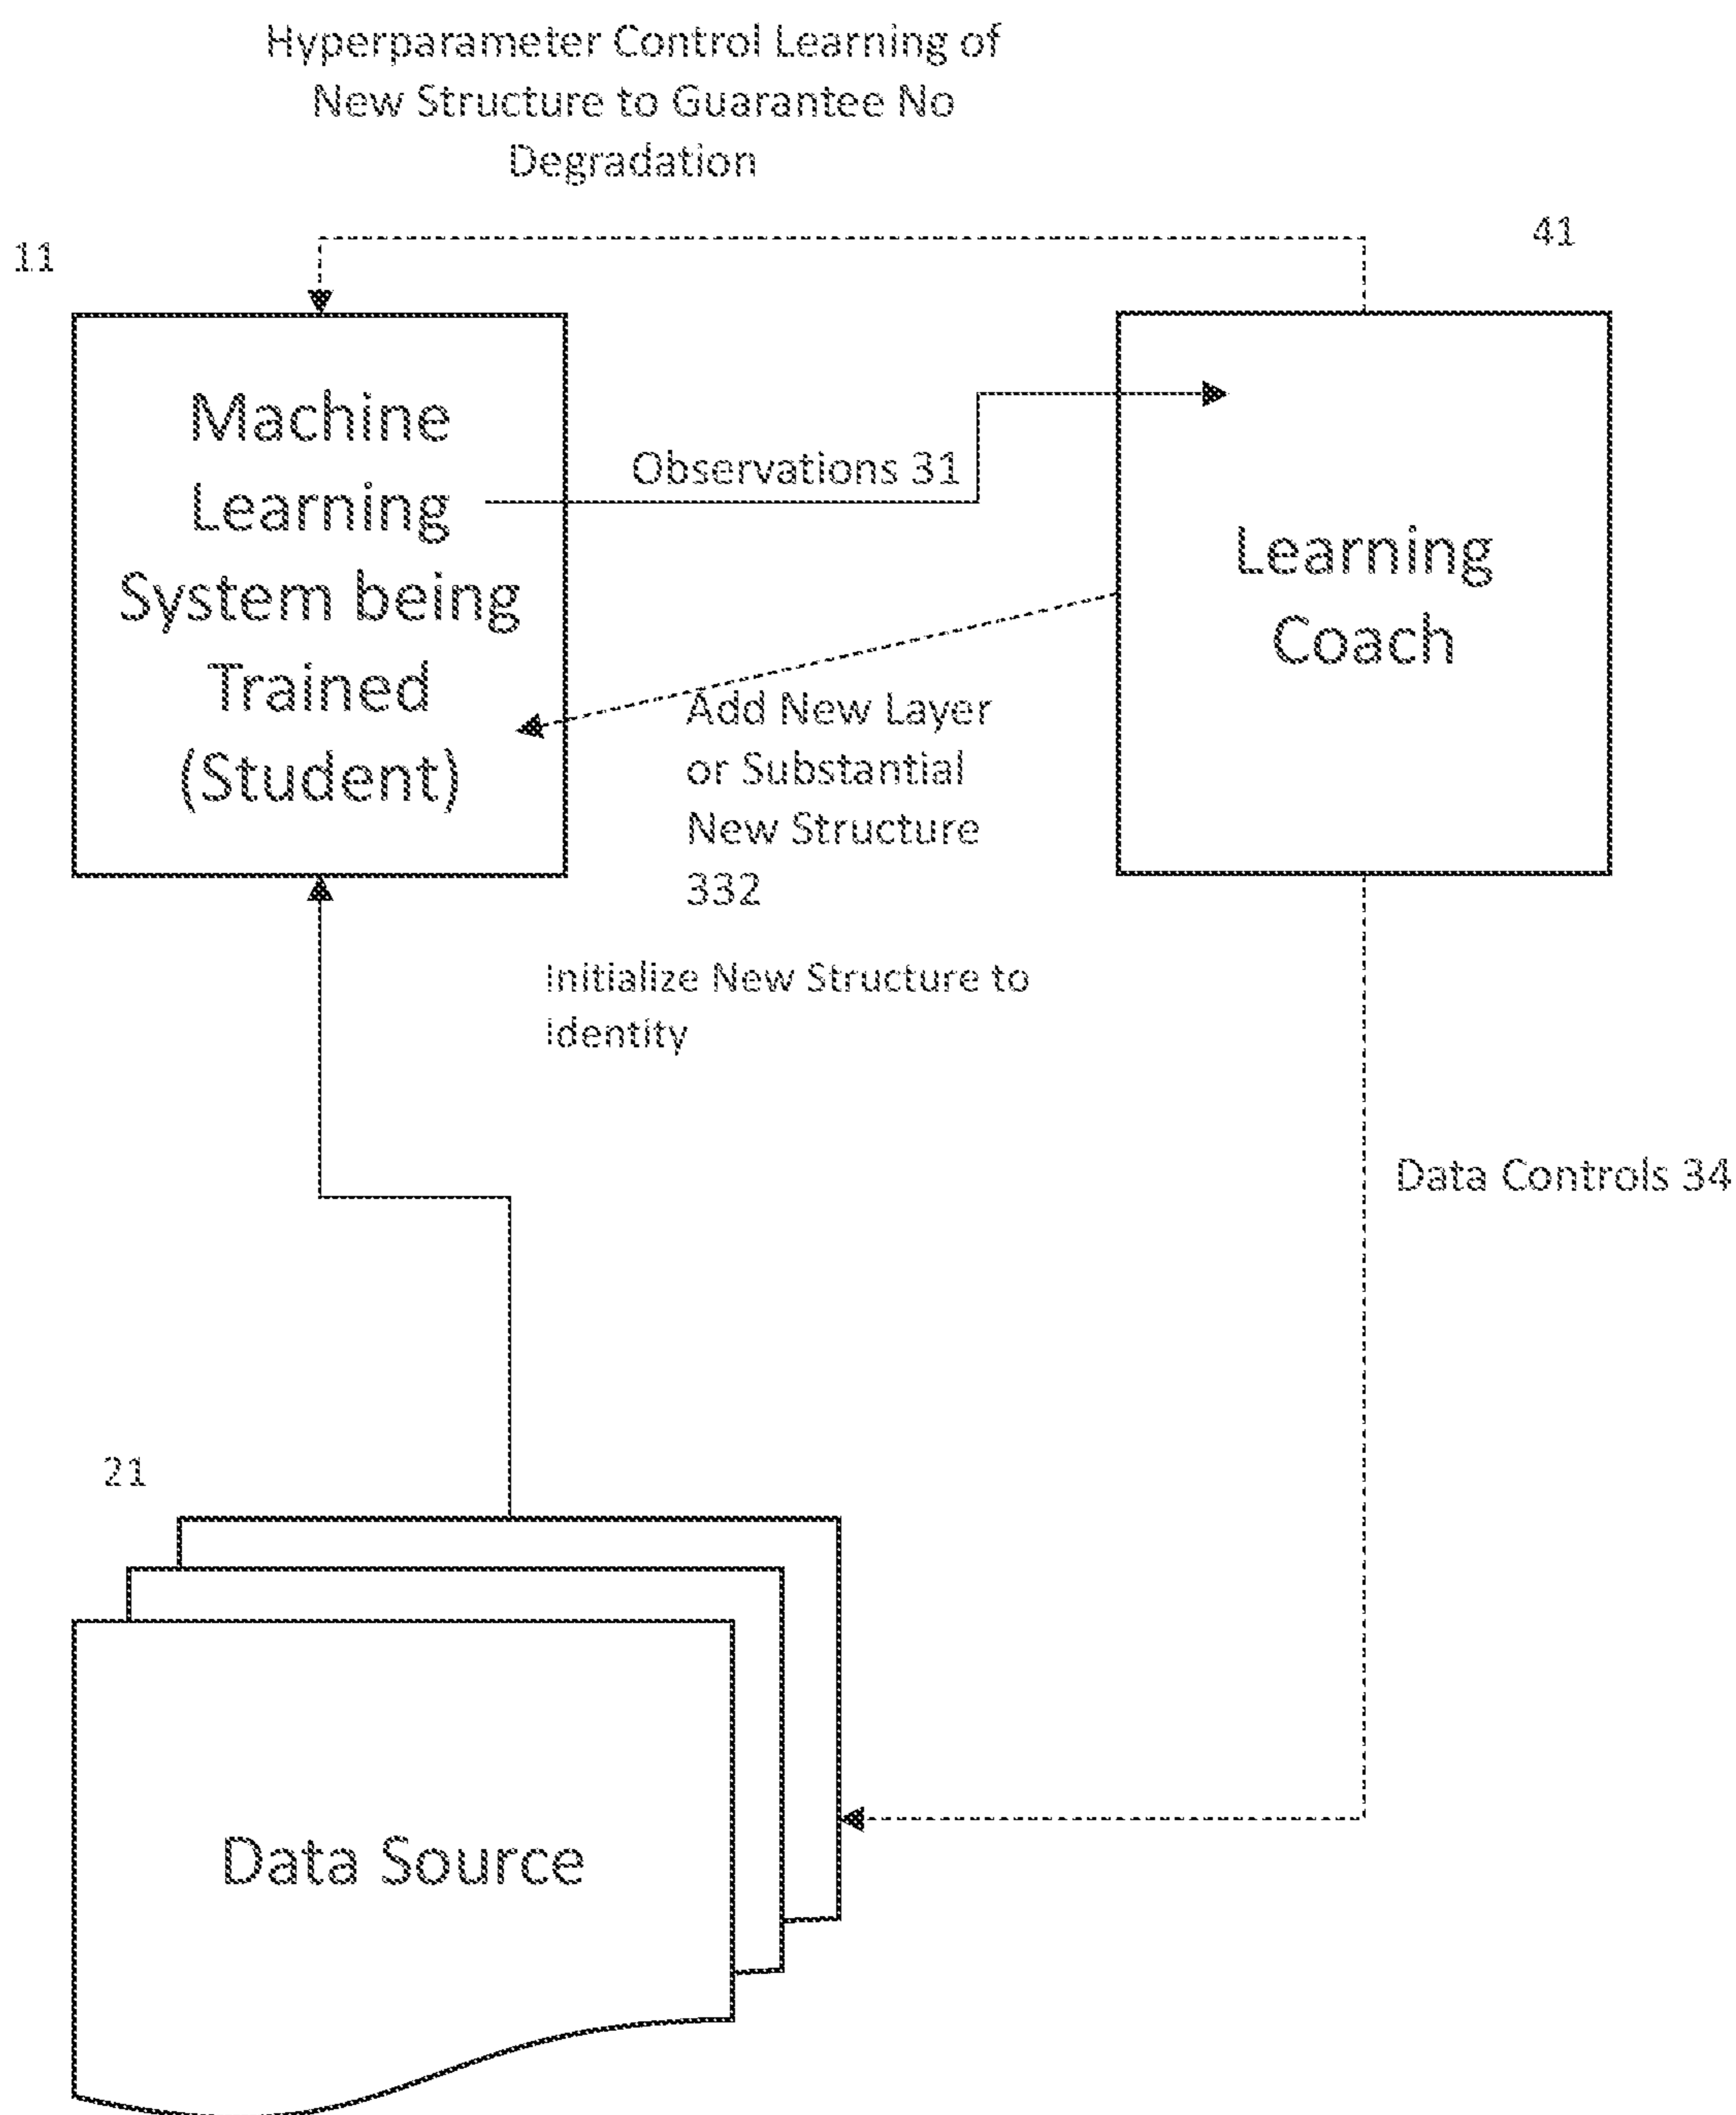 Hyperparameter Control Learning of
New Structure to Guarantee No
Degradation
11
41
Machine
Learning
System being
Trained
(Student)
Observations 31
Learning
Coach
Add New Layer
or Substantial
New Structure
332
Initialize New Structure to
Identity
Data Controls 34
21
Data Source